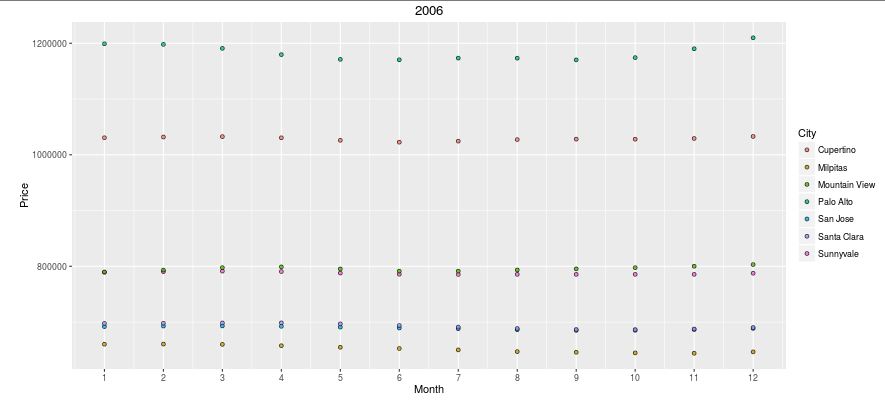 2006
1200000
1000000
800000
Price
1 2 3 4 5 6 7 8 9 10 11 12
Month
City
Cupertino
Milpitas
Mountain View
Palo Alto
San Jose
Santa Clara
Sunnyvale